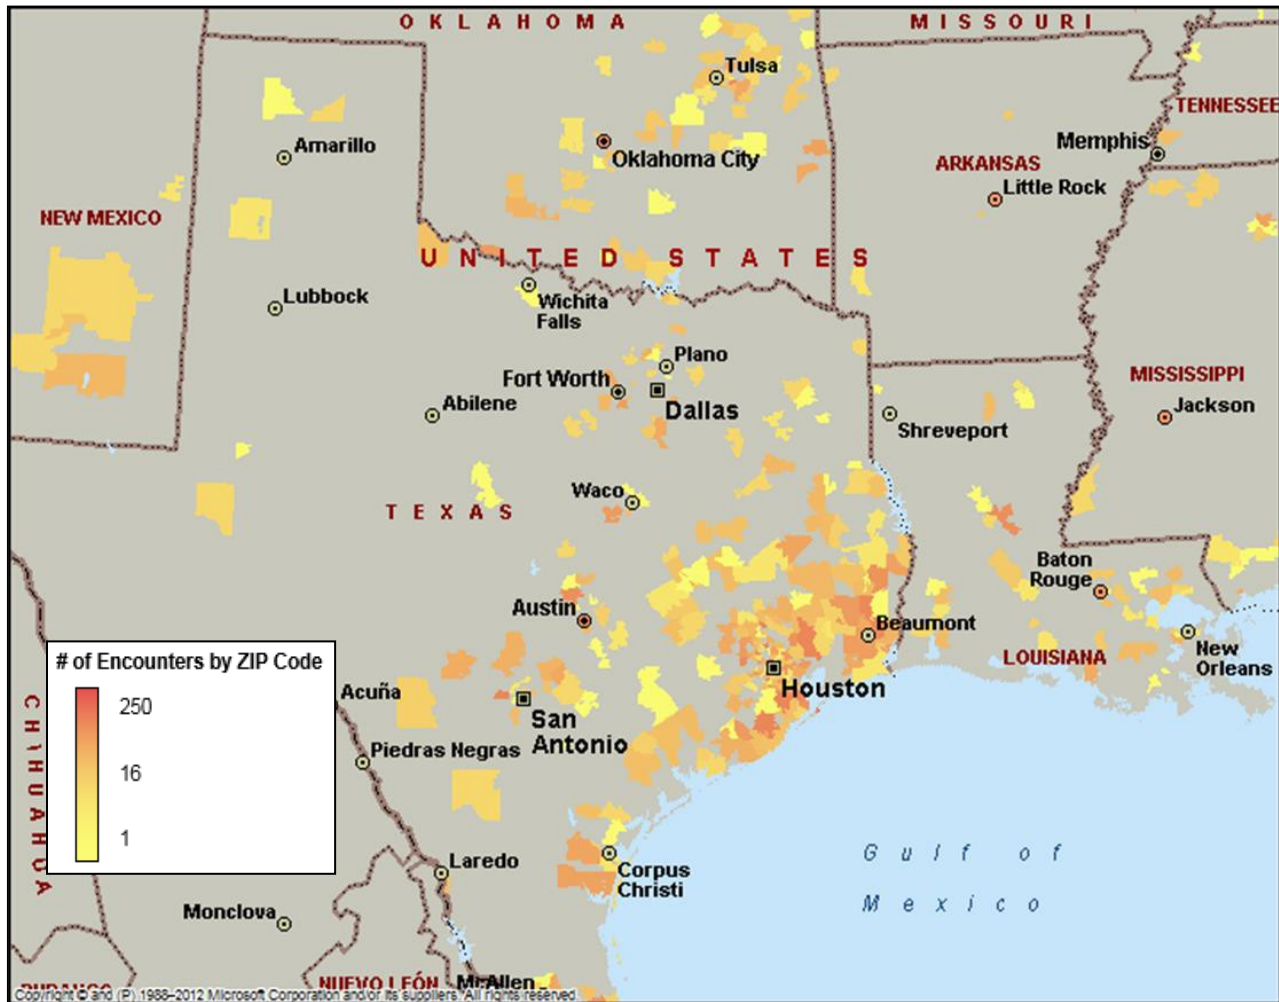 OKLAHOMA
MISSOURI
Tulsa
TENNESSEE
Amarillo
Oklahoma City
Memphis
ARKANSAS
Little Rock
NEW MEXICO
UNITED STATES
Lubbock
Wichita
Falls
Plano
Fort Worth
Dallas
Abilene
MISSISSIPPI
Jackson
Shreveport
Waco
TEXAS
Baton
Rouge
Austin
Beaumont
New
Orleans
LOUISIANA
# of Encounters by ZIP Code
250
16
1
Acuña
Houston
San
Antonio
Piedras Negras
CHIHUAHUA
Gulf of
Mexico
Laredo
Corpus
Christi
Monclova
NUEVO LEÓN
McAllen
Copyright © and (P) 1988–2012 Microsoft Corporation and/or its suppliers. All rights reserved.